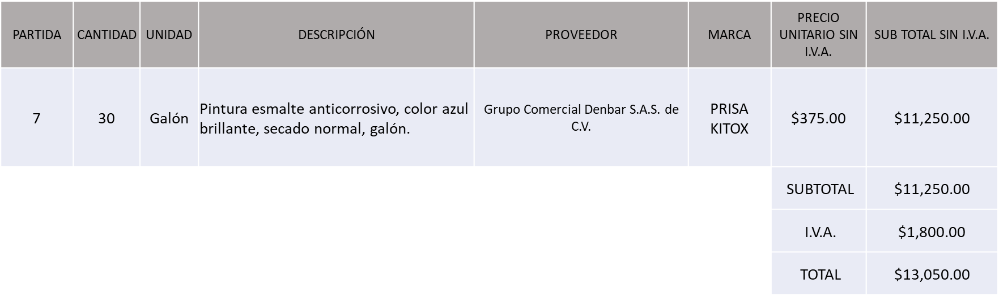 PARTIDA CANTIDAD UNIDAD DESCRIPCIÓN PROVEEDOR MARCA PRECIO UNITARIO SIN I.V.A. SUB TOTAL SIN I.V.A.
7 30 Galón Pintura esmalte anticorrosivo, color azul brillante, secado normal, galón. Grupo Comercial Denbar S.A.S. de C.V. PRISA KITOX $375.00 $11,250.00
SUBTOTAL $11,250.00
I.V.A. $1,800.00
TOTAL $13,050.00